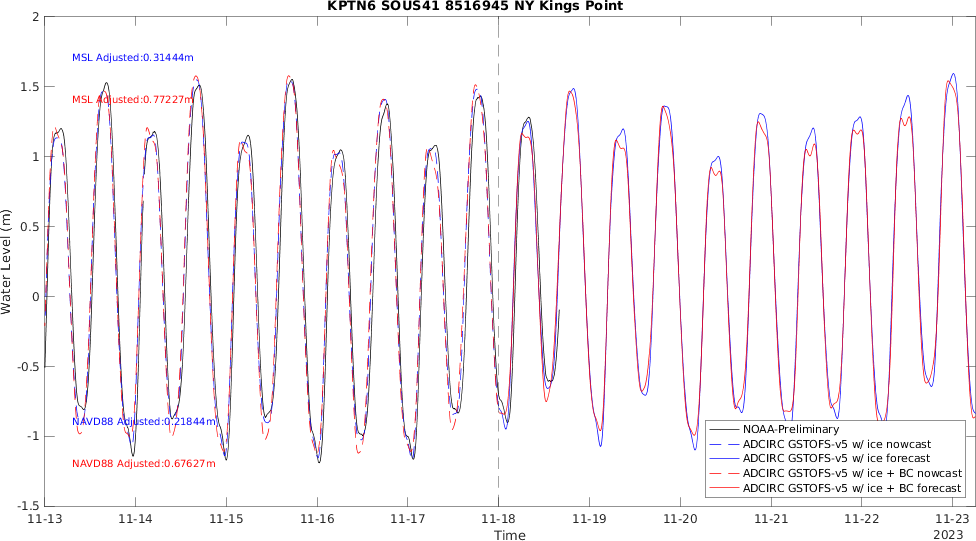 KPTN6 SOUS41 8516945 NY Kings Point
2
1.5
1
0.5
0
-0.5
-1
-1.5
Water Level (m)
MSL Adjusted:0.31444m
MSL Adjusted:0.77227m
NAVD88 Adjusted:0.21844m
NAVD88 Adjusted:0.67627m
NOAA-Preliminary
ADCIRC GSTOFS-v5 w/ ice nowcast
ADCIRC GSTOFS-v5 w/ ice forecast
ADCIRC GSTOFS-v5 w/ ice + BC nowcast
ADCIRC GSTOFS-v5 w/ ice + BC forecast
11-13 11-14 11-15 11-16 11-17 11-18 11-19 11-20 11-21 11-22 11-23
Time
2023